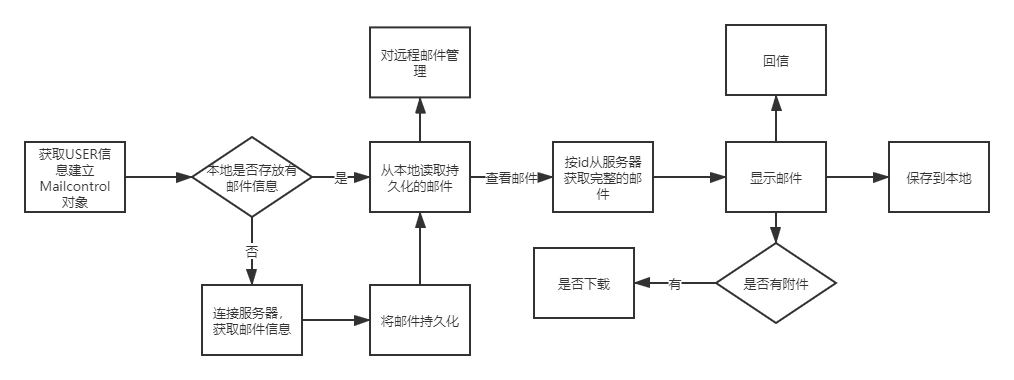 获取USER信
息建立
Mailcontrol
对象
本地是否存放有
邮件信息
是
否
连接服务器，
获取邮件信息
将邮件持久化
从本地读取持
久化的邮件
对远程邮件管
理
查看邮件
按id从服务器
获取完整的邮
件
显示邮件
回信
保存到本地
是否有附件
有
是否下载